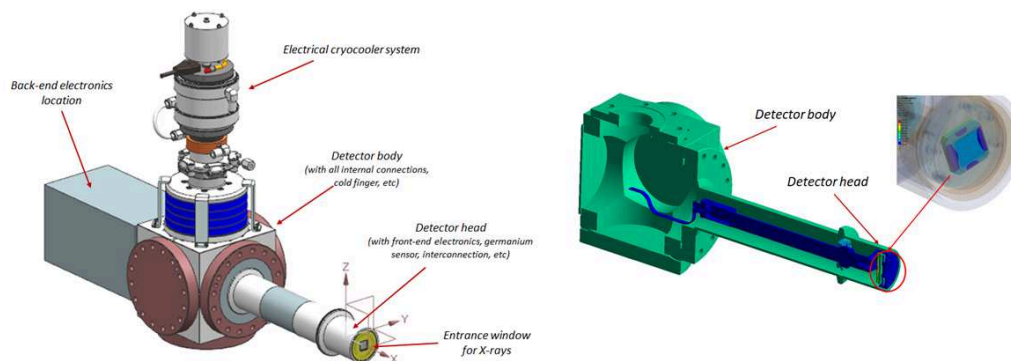 Electrical cryocooler system
Back-end electronics
location
Detector body
(with all internal connections,
cold finger, etc)
Detector head
(with front-end electronics, germanium
sensor, interconnection, etc)
Z
Y
X
Entrance window
for X-rays
Detector body
Detector head